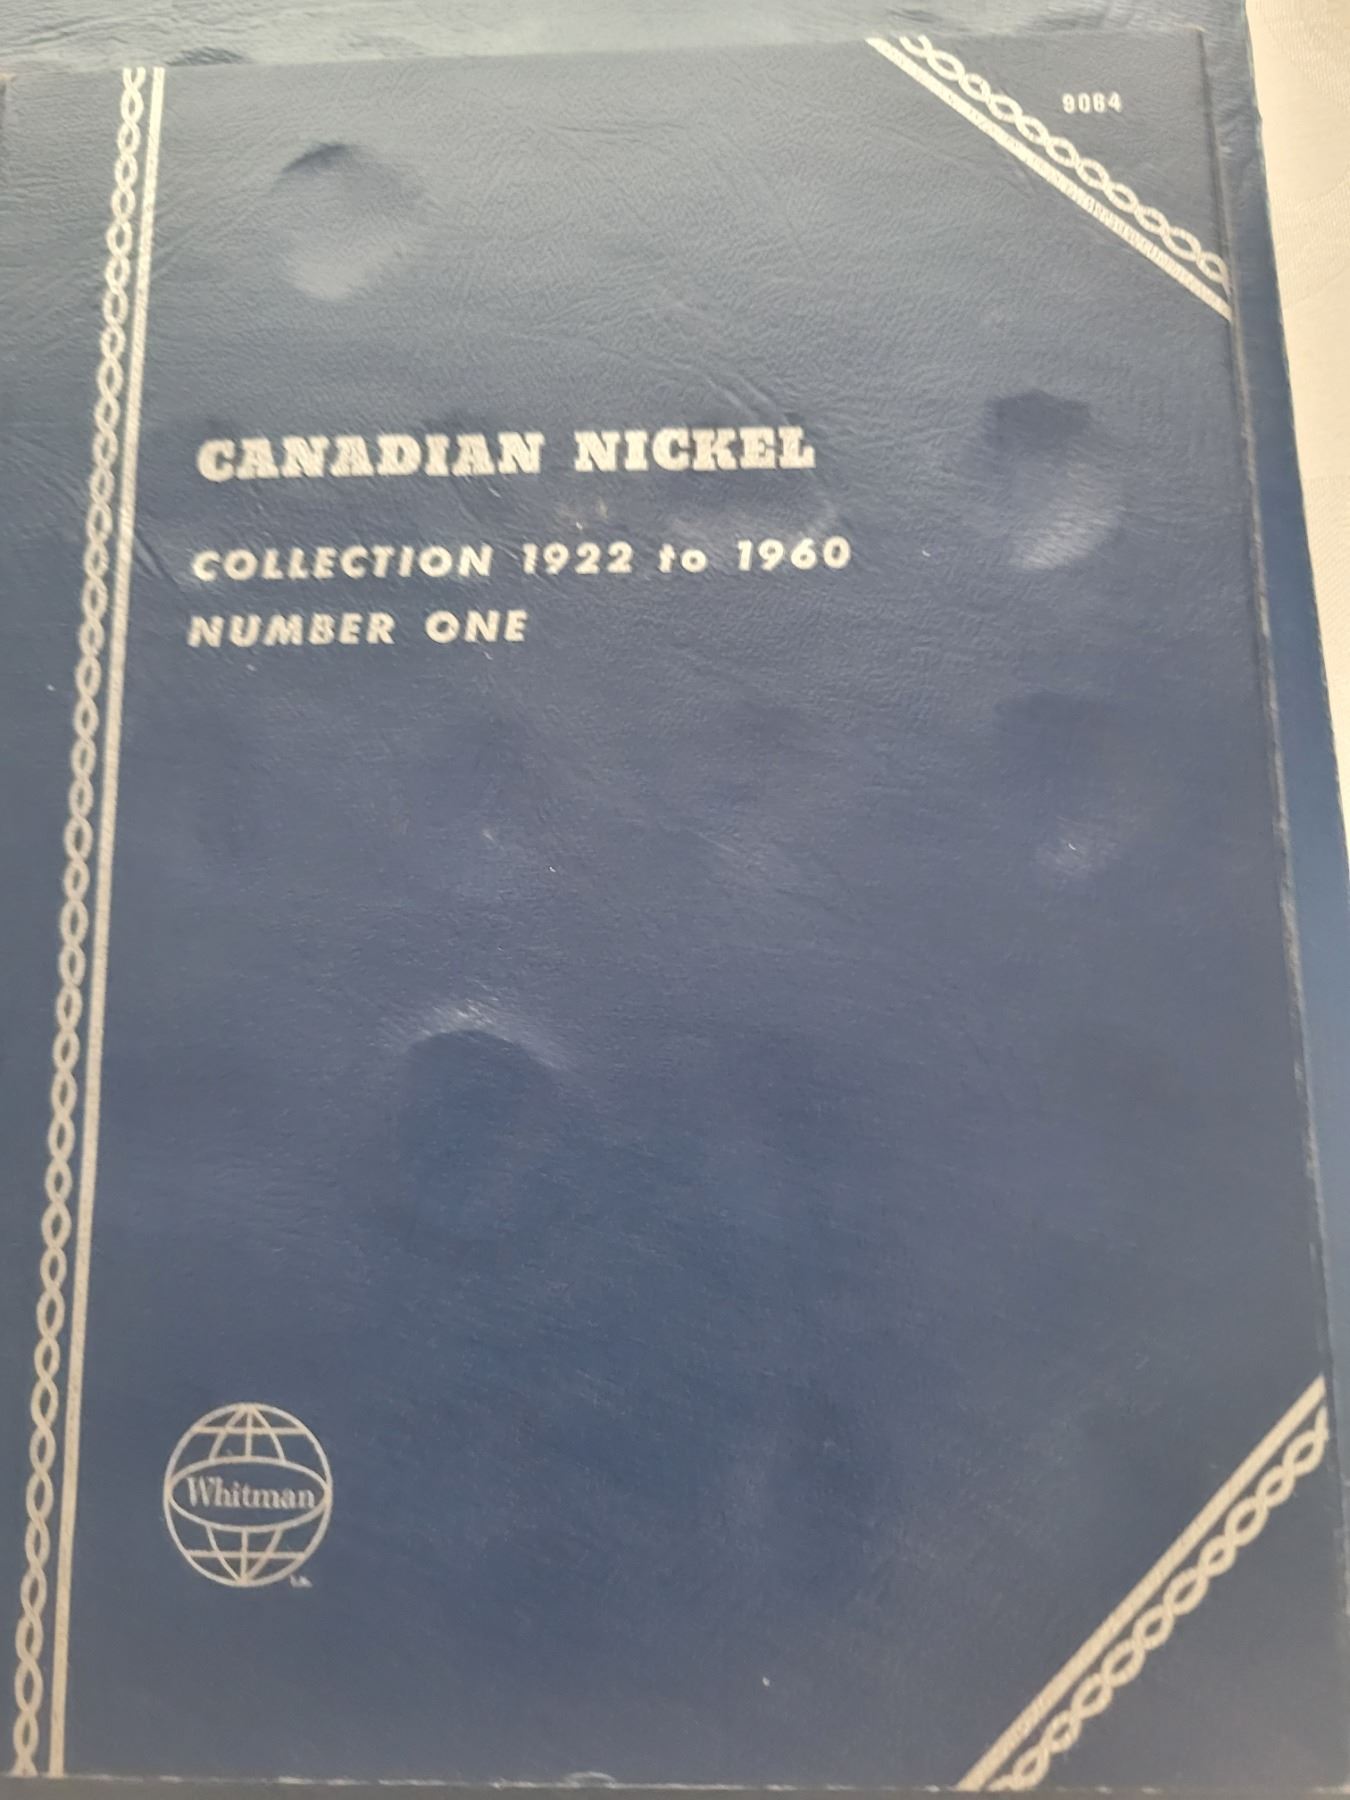 9064
CANADIAN NICKEL
COLLECTION 1922 to 1960
NUMBER ONE
Whitman